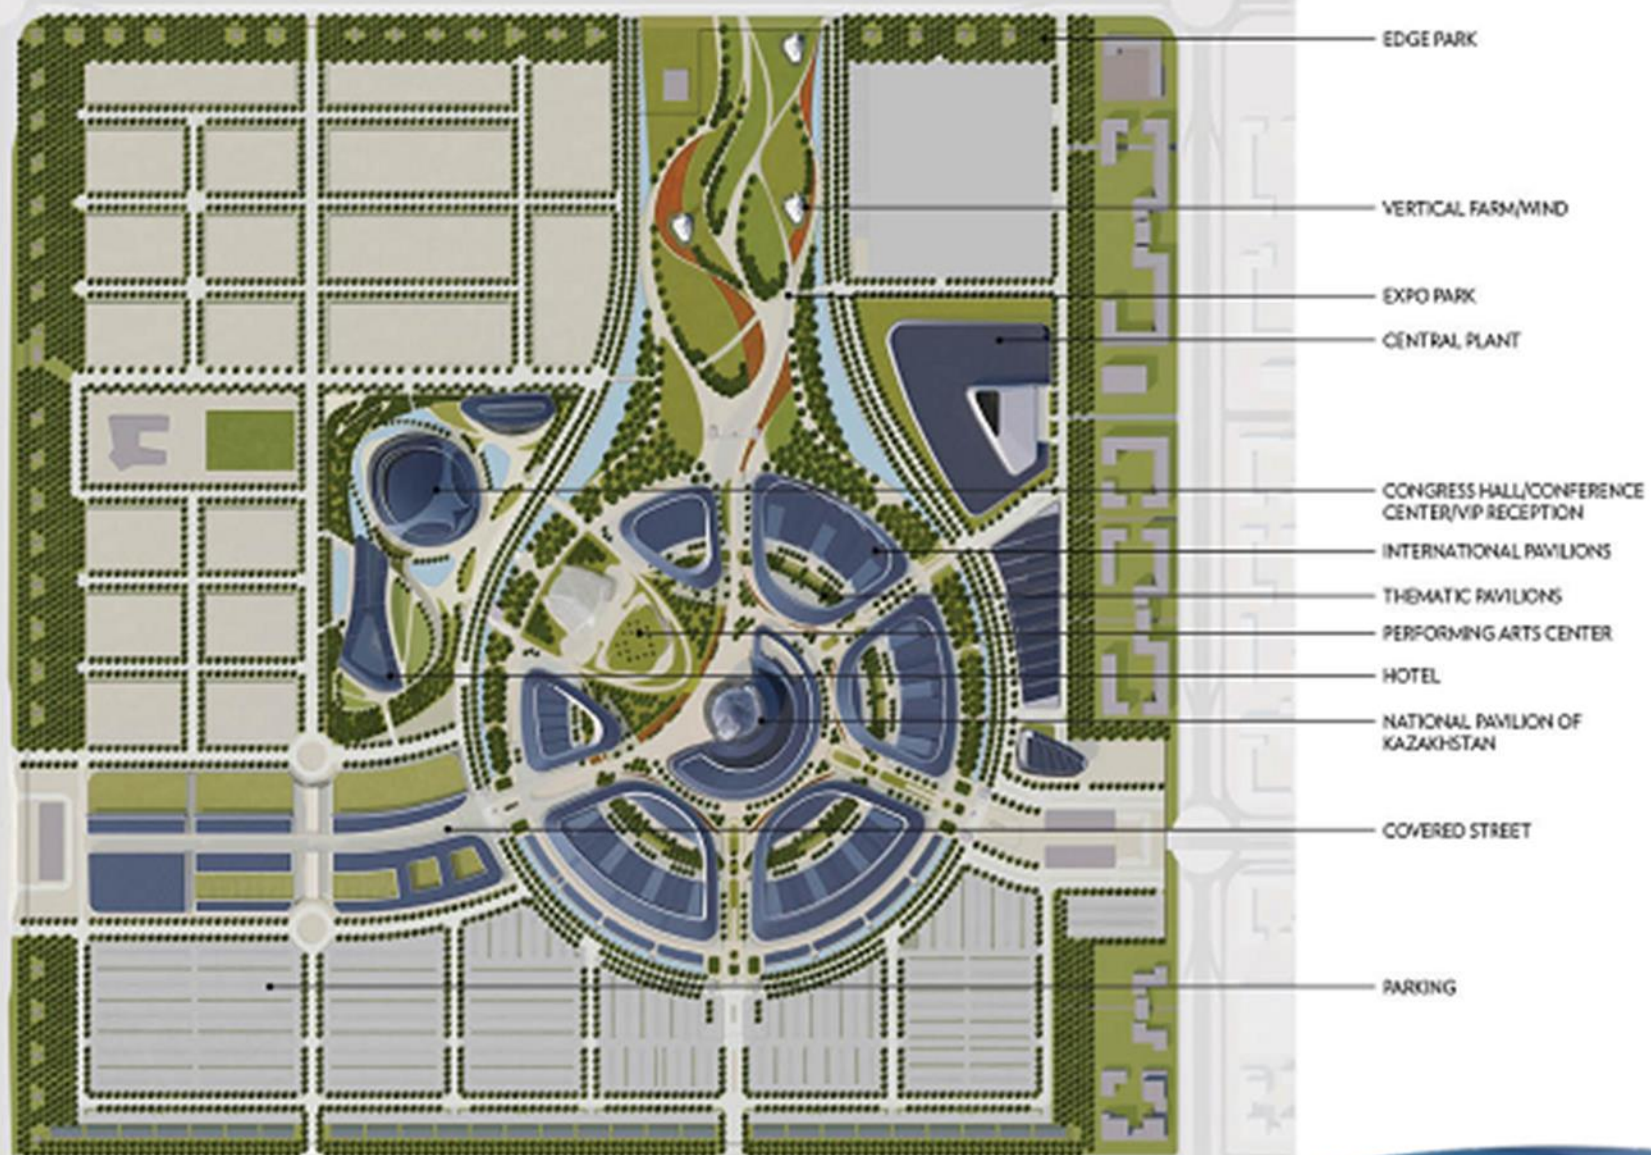 EDGE PARK
VERTICAL FARM/WIND
EXPO PARK
CENTRAL PLANT
CONGRESS HALL/CONFERENCE
CENTER/VIP RECEPTION
INTERNATIONAL PAVILIONS
THEMATIC PAVILIONS
PERFORMING ARTS CENTER
HOTEL
NATIONAL PAVILION OF
KAZAKHSTAN
COVERED STREET
PARKING